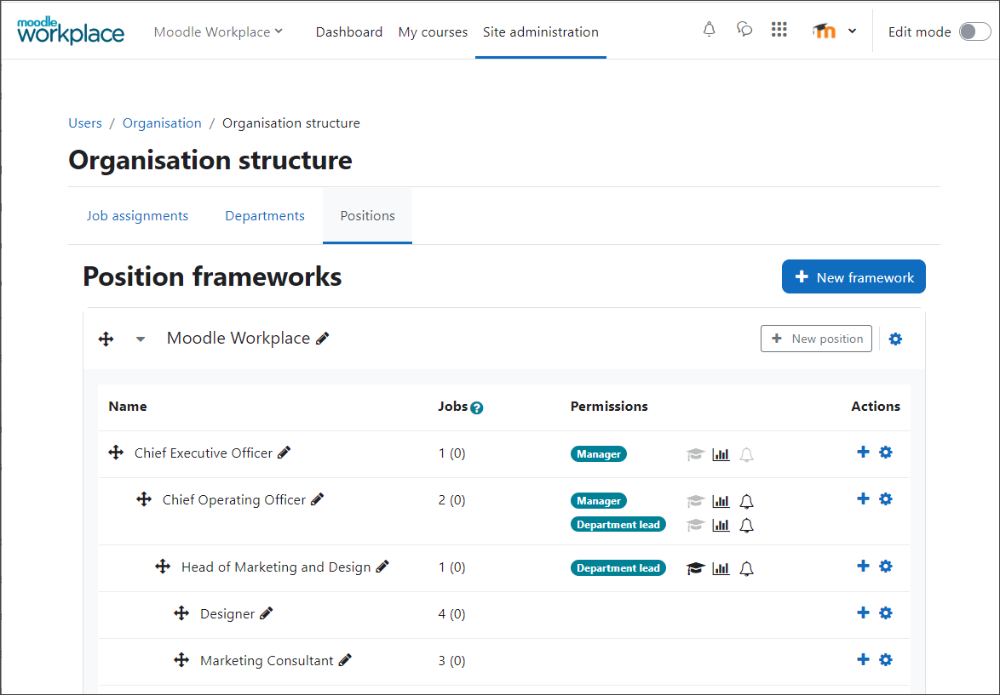 moodle
workplace
Moodle Workplace Dashboard My courses Site administration Edit mode
Users / Organisation / Organisation structure
Organisation structure
Job assignments Departments Positions
Position frameworks
New framework
Moodle Workplace
New position
Name Jobs ? Permissions Actions
Chief Executive Officer 1 (0) Manager
Chief Operating Officer 2 (0) Manager
Department lead
Head of Marketing and Design 1 (0) Department lead
Designer 4 (0)
Marketing Consultant 3 (0)